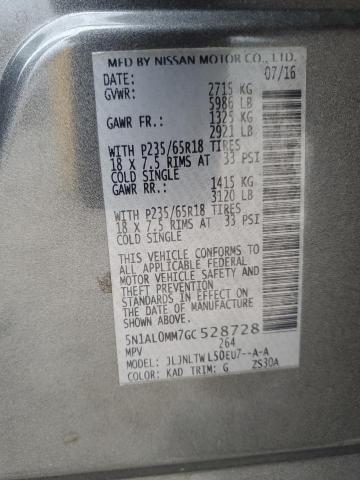 MFD BY NISSAN MOTOR CO., LTD.
DATE: 07/16
GVWR: 2715 KG
5986 LB
GAWR FR.: 1325 KG
2921 LB
WITH P235/65R18 TIRES
18 X 7.5 RIMS AT 33 PSI
COLD SINGLE
GAWR RR.: 1415 KG
3120 LB
WITH P235/65R18 TIRES
18 X 7.5 RIMS AT 33 PSI
COLD SINGLE
THIS VEHICLE CONFORMS TO
ALL APPLICABLE FEDERAL
MOTOR VEHICLE SAFETY AND
THEFT PREVENTION
STANDARDS IN EFFECT ON
THE DATE OF MANUFACTURE
SHOWN ABOVE.
5N1AL0MM7GC528728
MPV 264
MODEL: JLJNLTWLS0EU7--A-A
COLOR: KAD TRIM: G ZS30A